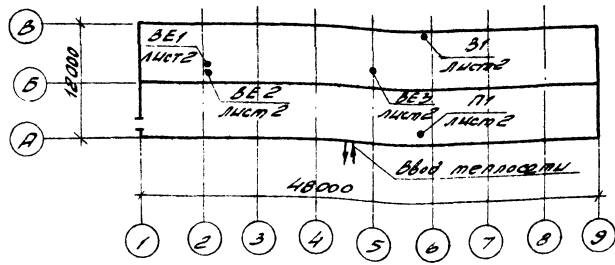 В
Б
А
12000
ВЕ1
лист2
ВЕ2
лист2
ВЕ3
лист2
В1
лист2
П1
лист2
Ввод теплосети
48000
1 2 3 4 5 6 7 8 9